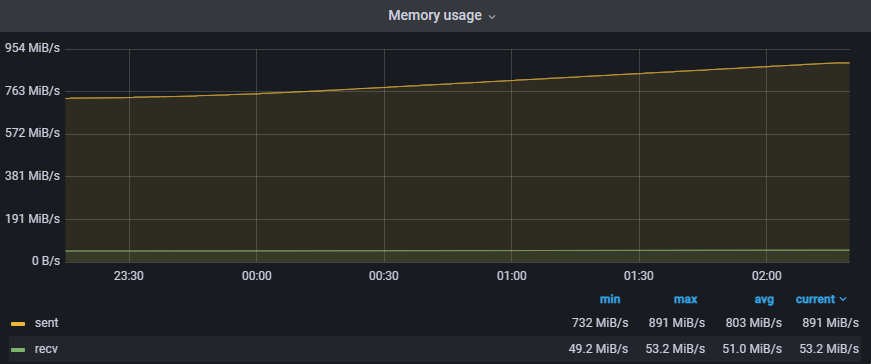 Memory usage
954 MiB/s
763 MiB/s
572 MiB/s
381 MiB/s
191 MiB/s
0 B/s
23:30 00:00 00:30 01:00 01:30 02:00
min max avg current
sent 732 MiB/s 891 MiB/s 803 MiB/s 891 MiB/s
recv 49.2 MiB/s 53.2 MiB/s 51.0 MiB/s 53.2 MiB/s